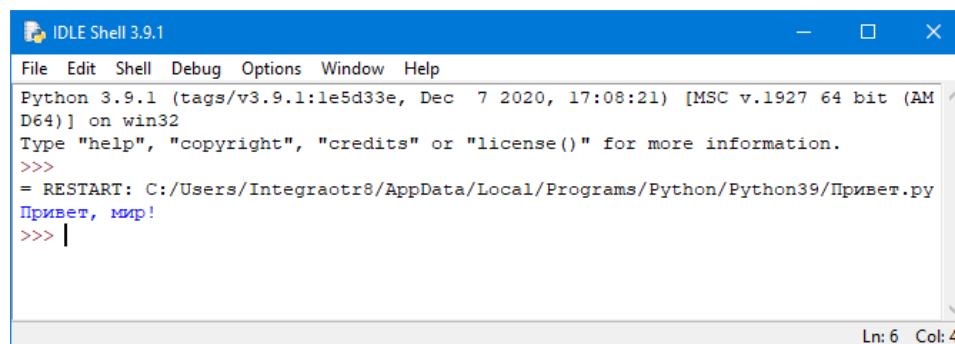 IDLE Shell 3.9.1
File Edit Shell Debug Options Window Help
Python 3.9.1 (tags/v3.9.1:1e5d33e, Dec  7 2020, 17:08:21) [MSC v.1927 64 bit (AM
D64)] on win32
Type "help", "copyright", "credits" or "license()" for more information.
>>>
= RESTART: C:/Users/Integraotr8/AppData/Local/Programs/Python/Python39/Привет.py
Привет, мир!
>>>
Ln: 6 Col: 4